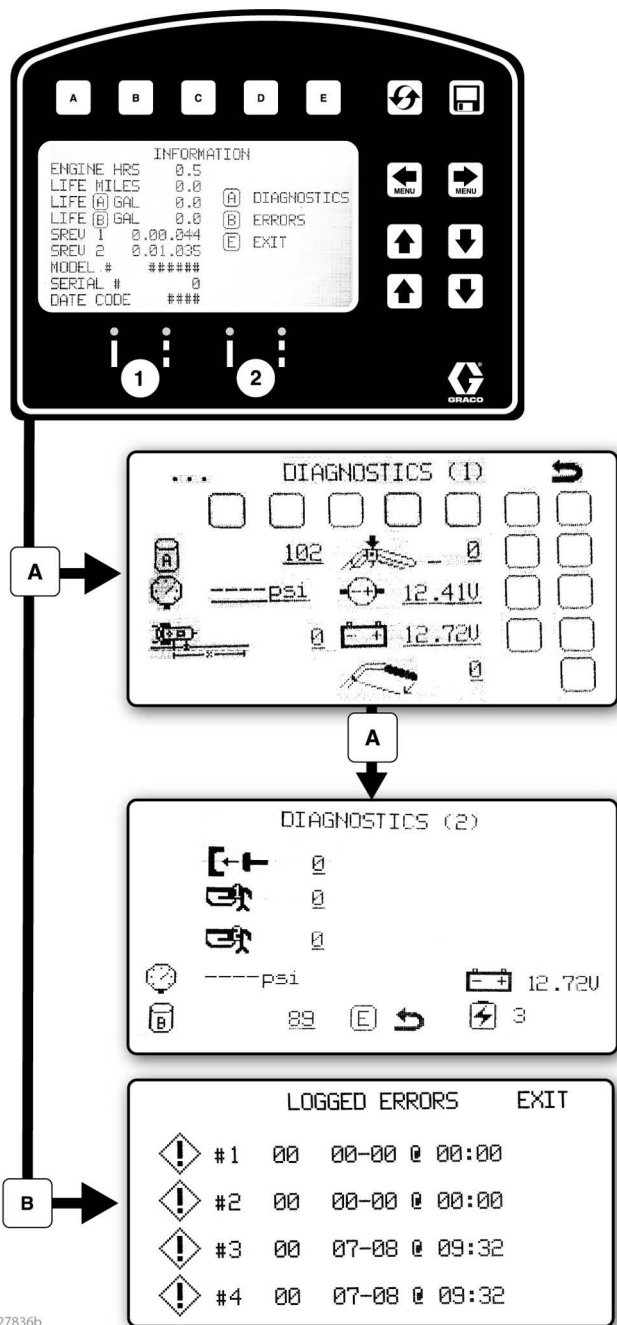 A B C D E
INFORMATION
ENGINE HRS 0.5
LIFE MILES 0.0
LIFE A GAL 0.0 A DIAGNOSTICS
LIFE B GAL 0.0 B ERRORS
SREV 1 0.00.044 E EXIT
SREV 2 0.01.035
MODEL # ######
SERIAL # 0
DATE CODE ####
MENU MENU
1 2
GRACO
A
... DIAGNOSTICS (1)
A 102 _ 0
----psi 12.41V
x 0 - + 12.72V
0
A
DIAGNOSTICS (2)
0
0
0
----psi - + 12.72V
B 89 E 3
B
LOGGED ERRORS EXIT
! #1 00 00-00 @ 00:00
! #2 00 00-00 @ 00:00
! #3 00 07-08 @ 09:32
! #4 00 07-08 @ 09:32
27836b